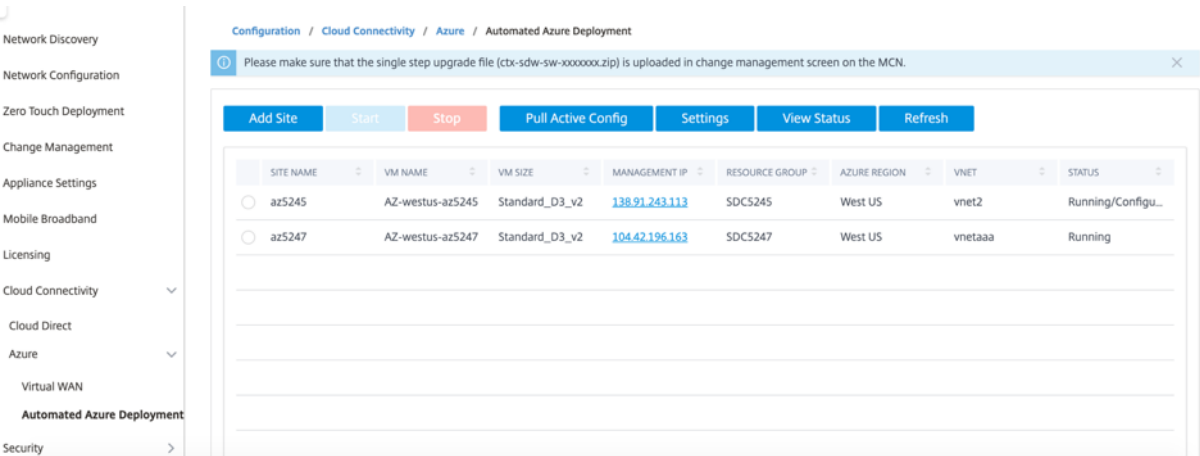 Network Discovery
Network Configuration
Zero Touch Deployment
Change Management
Appliance Settings
Mobile Broadband
Licensing
Cloud Connectivity
Cloud Direct
Azure
Virtual WAN
Automated Azure Deployment
Security
Configuration / Cloud Connectivity / Azure / Automated Azure Deployment
Please make sure that the single step upgrade file (ctx-sdw-sw-xxxxxxx.zip) is uploaded in change management screen on the MCN.
Add Site Start Stop Pull Active Config Settings View Status Refresh
SITE NAME VM NAME VM SIZE MANAGEMENT IP RESOURCE GROUP AZURE REGION VNET STATUS
az5245 AZ-westus-az5245 Standard_D3_v2 138.91.243.113 SDC5245 West US vnet2 Running/Configu...
az5247 AZ-westus-az5247 Standard_D3_v2 104.42.196.163 SDC5247 West US vnetaaa Running